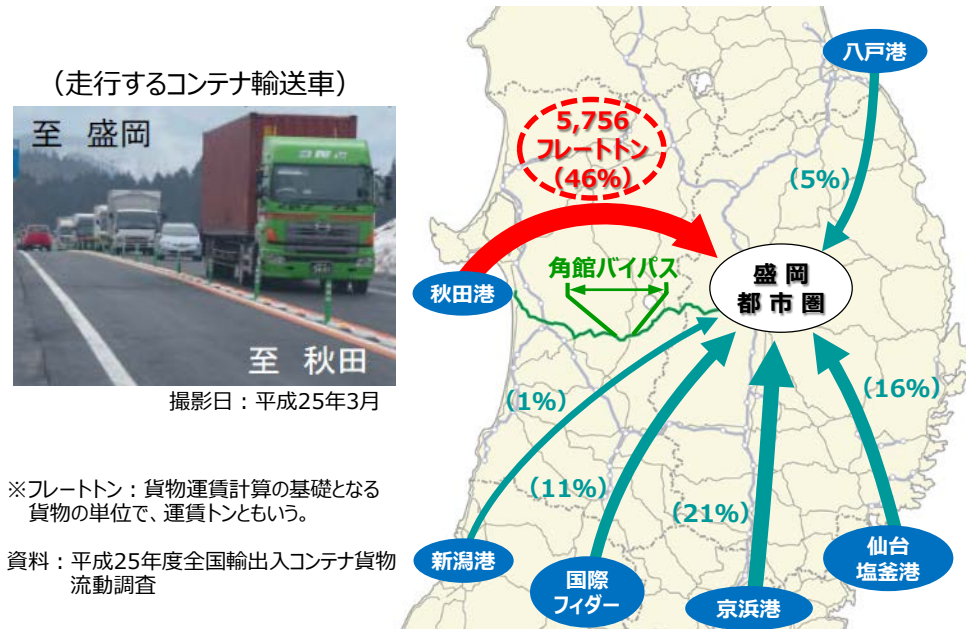 （走行するコンテナ輸送車）
至　盛岡
至　秋田
撮影日：平成25年3月
※フレートトン：貨物運賃計算の基礎となる
貨物の単位で、運賃トンともいう。
資料：平成25年度全国輸出入コンテナ貨物
流動調査
八戸港
（5%）
5,756
フレートトン
（46%）
秋田港
角館バイパス
盛 岡
都 市 圏
（1%）
（11%）
（21%）
（16%）
新潟港
国際
フィダー
京浜港
仙台
塩釜港